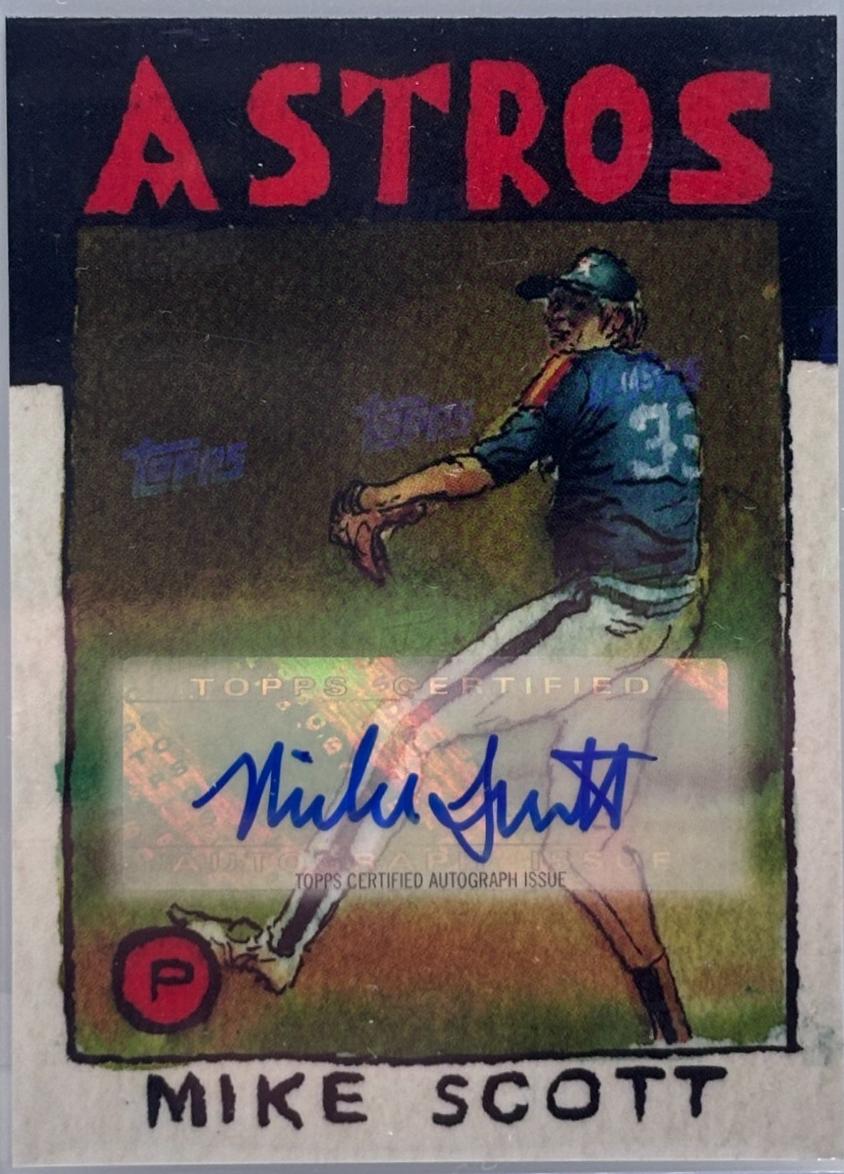 ASTROS
TOPPS TOPPS
33
TOPPS CERTIFIED
Mike Scott
AUTOGRAPH ISSUE
TOPPS CERTIFIED AUTOGRAPH ISSUE
P
MIKE SCOTT